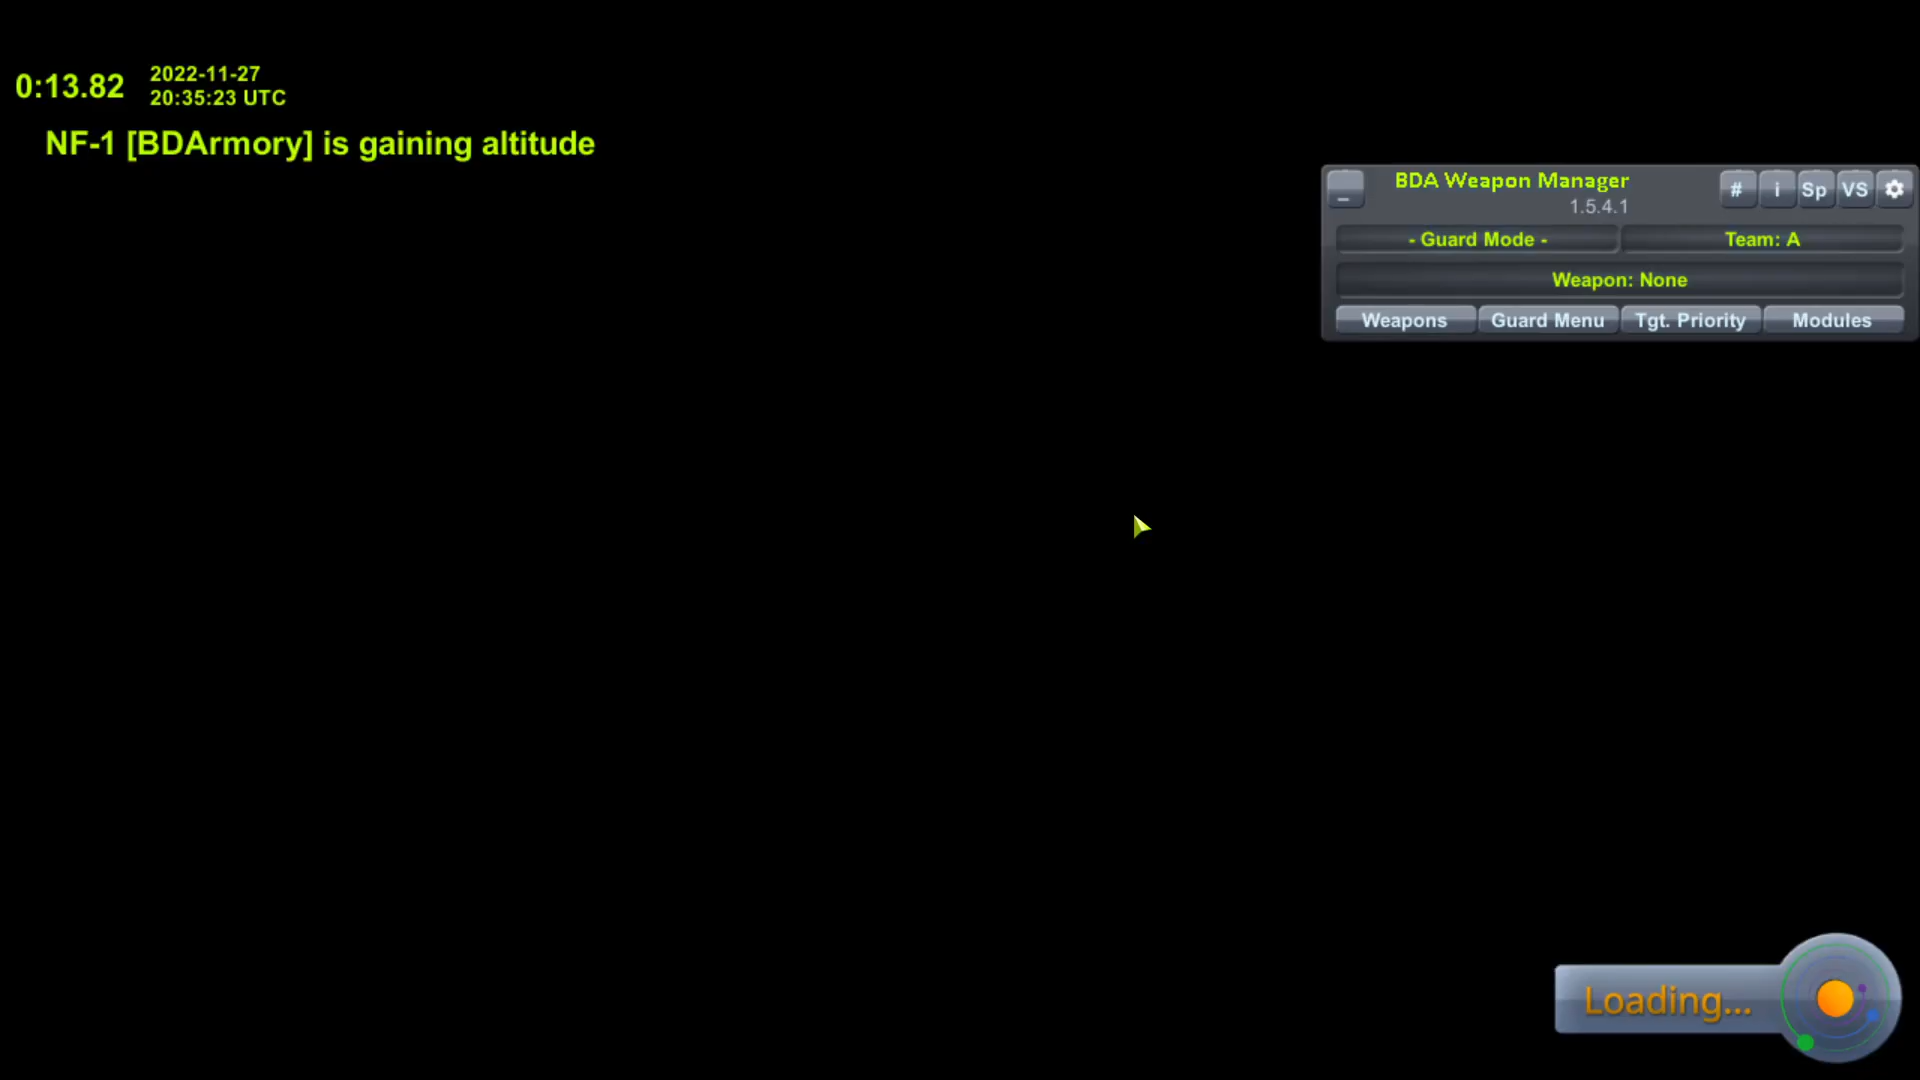 0:13.82
2022-11-27
20:35:23 UTC
NF-1 [BDArmory] is gaining altitude
_
BDA Weapon Manager
# i Sp VS
1.5.4.1
- Guard Mode - Team: A
Weapon: None
Weapons Guard Menu Tgt. Priority Modules
Loading...